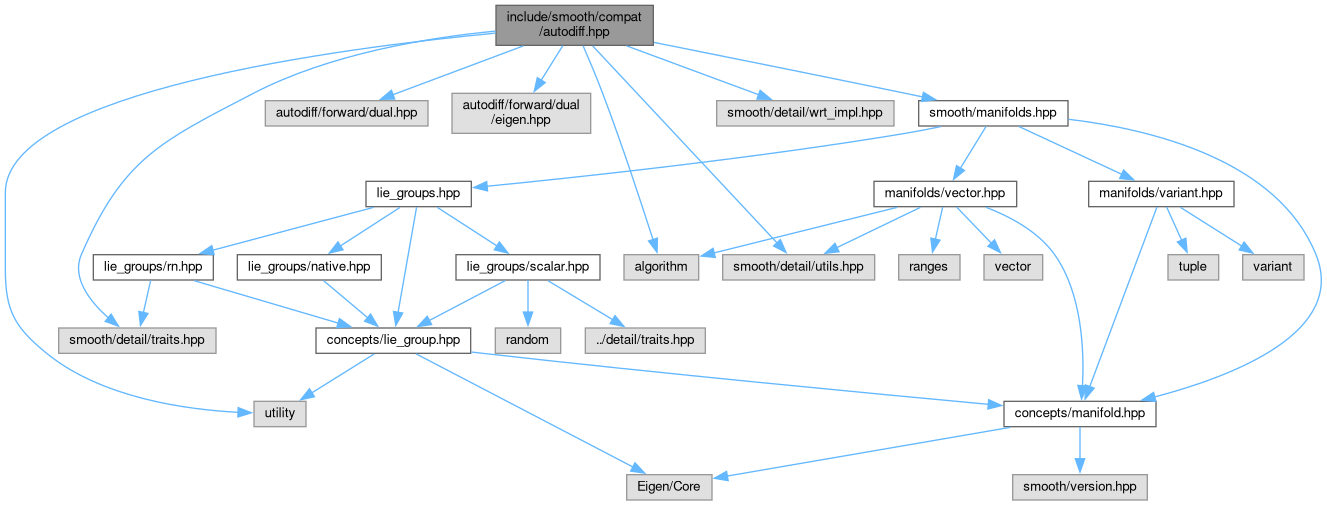 include/smooth/compat
/autodiff.hpp
autodiff/forward/dual.hpp
autodiff/forward/dual
/eigen.hpp
smooth/detail/wrt_impl.hpp
smooth/manifolds.hpp
lie_groups.hpp
manifolds/vector.hpp
manifolds/variant.hpp
lie_groups/rn.hpp
lie_groups/native.hpp
lie_groups/scalar.hpp
algorithm
smooth/detail/utils.hpp
ranges
vector
tuple
variant
smooth/detail/traits.hpp
concepts/lie_group.hpp
random
../detail/traits.hpp
utility
concepts/manifold.hpp
Eigen/Core
smooth/version.hpp